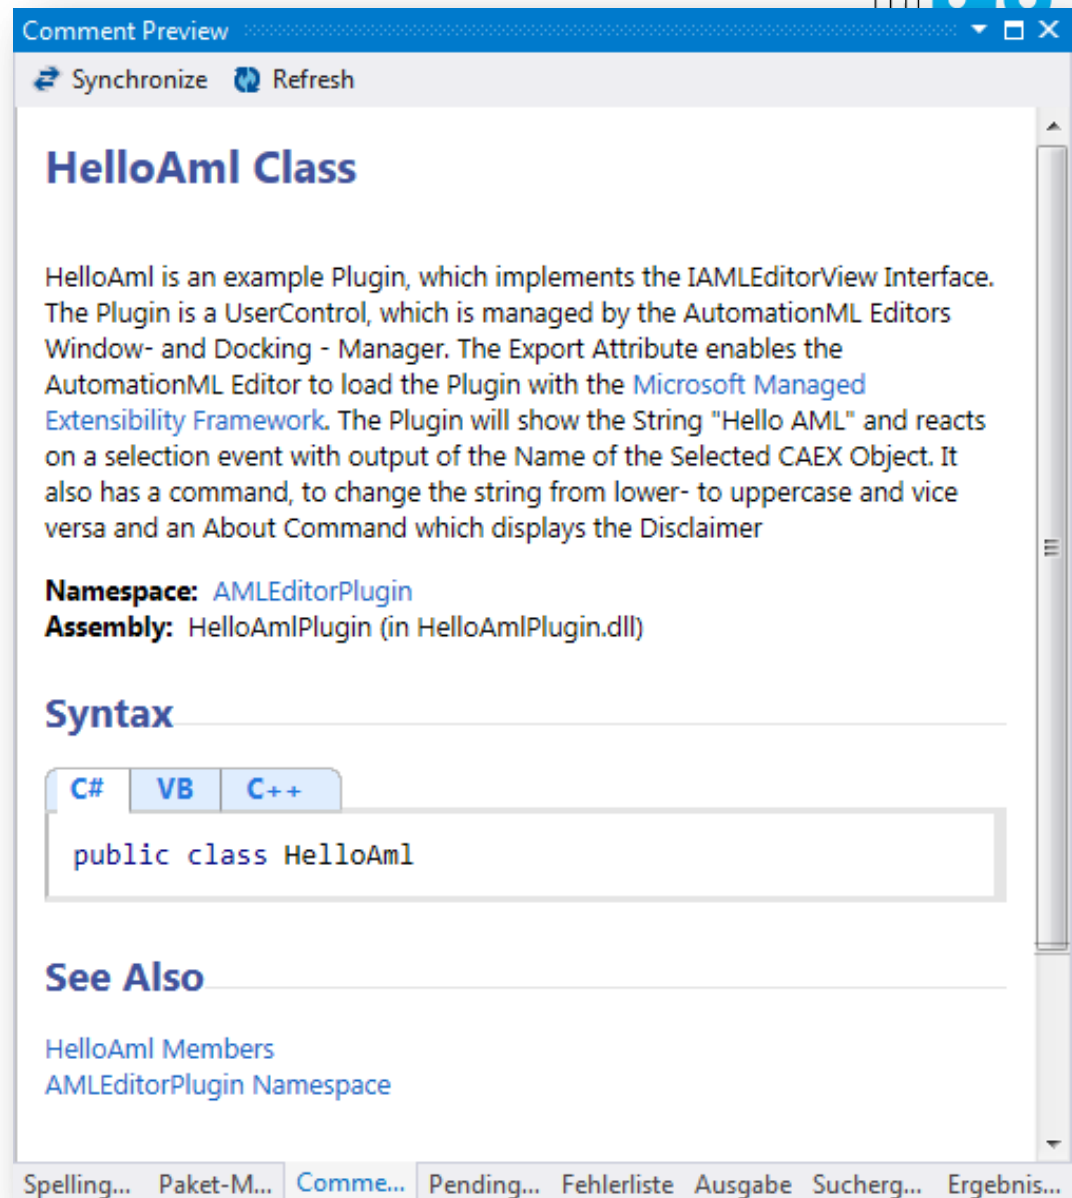 Comment Preview
Synchronize Refresh
HelloAml Class
HelloAml is an example Plugin, which implements the IAMLEditorView Interface.
The Plugin is a UserControl, which is managed by the AutomationML Editors
Window- and Docking - Manager. The Export Attribute enables the
AutomationML Editor to load the Plugin with the Microsoft Managed
Extensibility Framework. The Plugin will show the String "Hello AML" and reacts
on a selection event with output of the Name of the Selected CAEX Object. It
also has a command, to change the string from lower- to uppercase and vice
versa and an About Command which displays the Disclaimer
Namespace: AMLEditorPlugin
Assembly: HelloAmlPlugin (in HelloAmlPlugin.dll)
Syntax
C# VB C++
public class HelloAml
See Also
HelloAml Members
AMLEditorPlugin Namespace
Spelling... Paket-M... Comme... Pending... Fehlerliste Ausgabe Sucherg... Ergebnis...